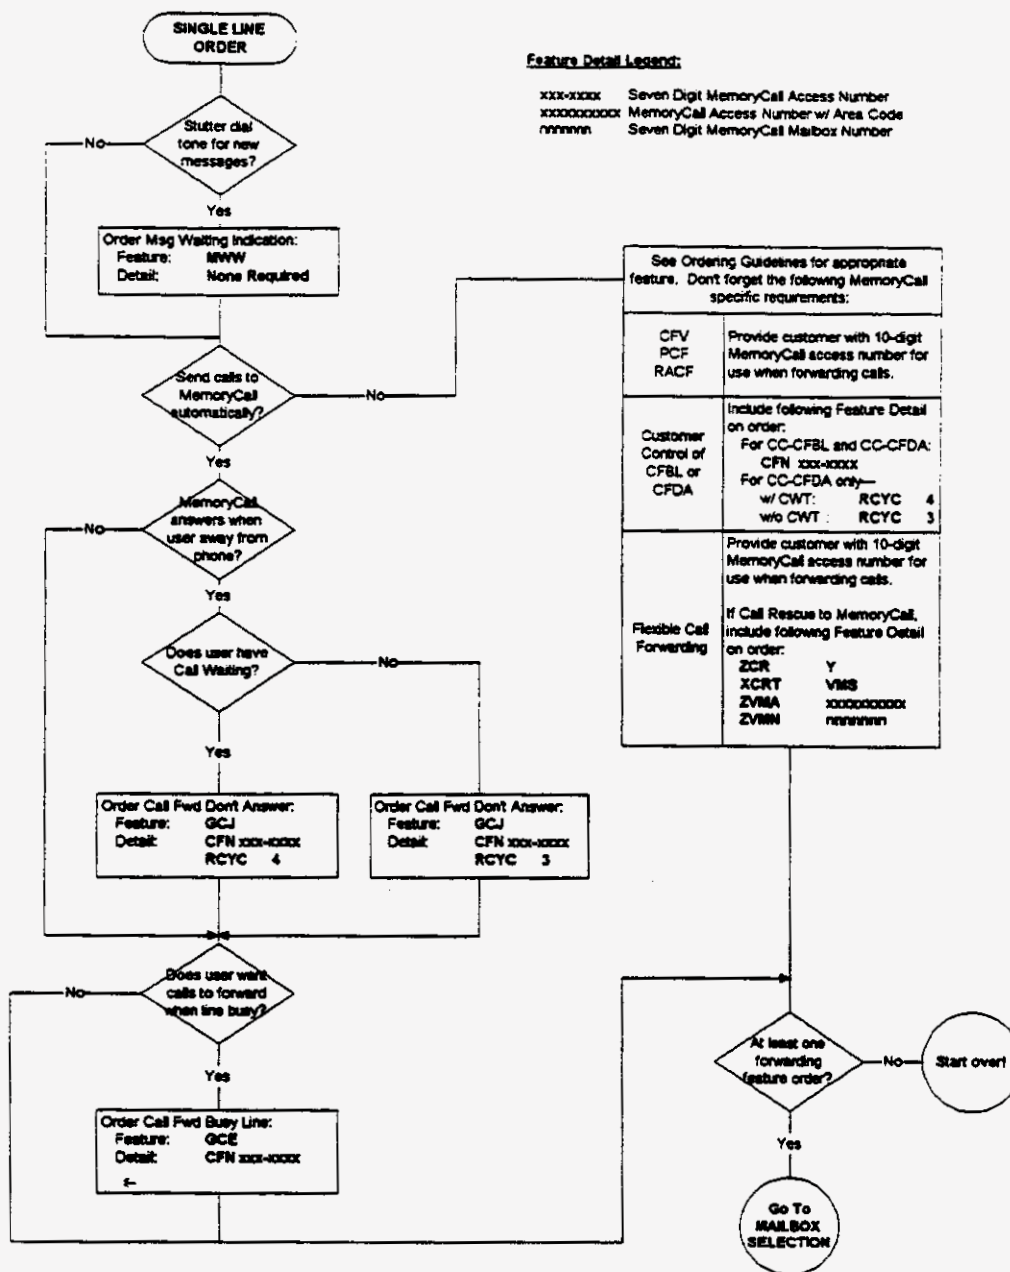 SINGLE LINE
ORDER
Feature Detail Legend:
xxx-xxxx Seven Digit MemoryCall Access Number
xxxxxxxxxx MemoryCall Access Number w/ Area Code
nnnnnnn Seven Digit MemoryCall Mailbox Number
Stutter dial
tone for new
messages?
No
Yes
Order Msg Waiting Indication:
Feature: MWW
Detail: None Required
Send calls to
MemoryCall
automatically?
No
Yes
MemoryCall
answers when
user away from
phone?
No
Yes
Does user have
Call Waiting?
No
Yes
Order Call Fwd Don't Answer:
Feature: GCJ
Detail: CFN xxx-xxxx
RCYC 4
Order Call Fwd Don't Answer:
Feature: GCJ
Detail: CFN xxx-xxxx
RCYC 3
Does user want
calls to forward
when line busy?
No
Yes
Order Call Fwd Busy Line:
Feature: GCE
Detail: CFN xxx-xxxx
See Ordering Guidelines for appropriate
feature. Don't forget the following MemoryCall
specific requirements:
CFV
PCF
RACF
Provide customer with 10-digit
MemoryCall access number for
use when forwarding calls.
Customer
Control of
CFBL or
CFDA
Include following Feature Detail
on order:
For CC-CFBL and CC-CFDA:
CFN xxx-xxxx
For CC-CFDA only—
w/ CWT: RCYC 4
w/o CWT : RCYC 3
Flexible Call
Forwarding
Provide customer with 10-digit
MemoryCall access number for
use when forwarding calls.
If Call Rescue to MemoryCall,
include following Feature Detail
on order:
ZCR Y
XCRT VMS
ZVMA xxxxxxxxxx
ZVMN nnnnnnn
At least one
forwarding
feature order?
No
Start over!
Yes
Go To
MAILBOX
SELECTION